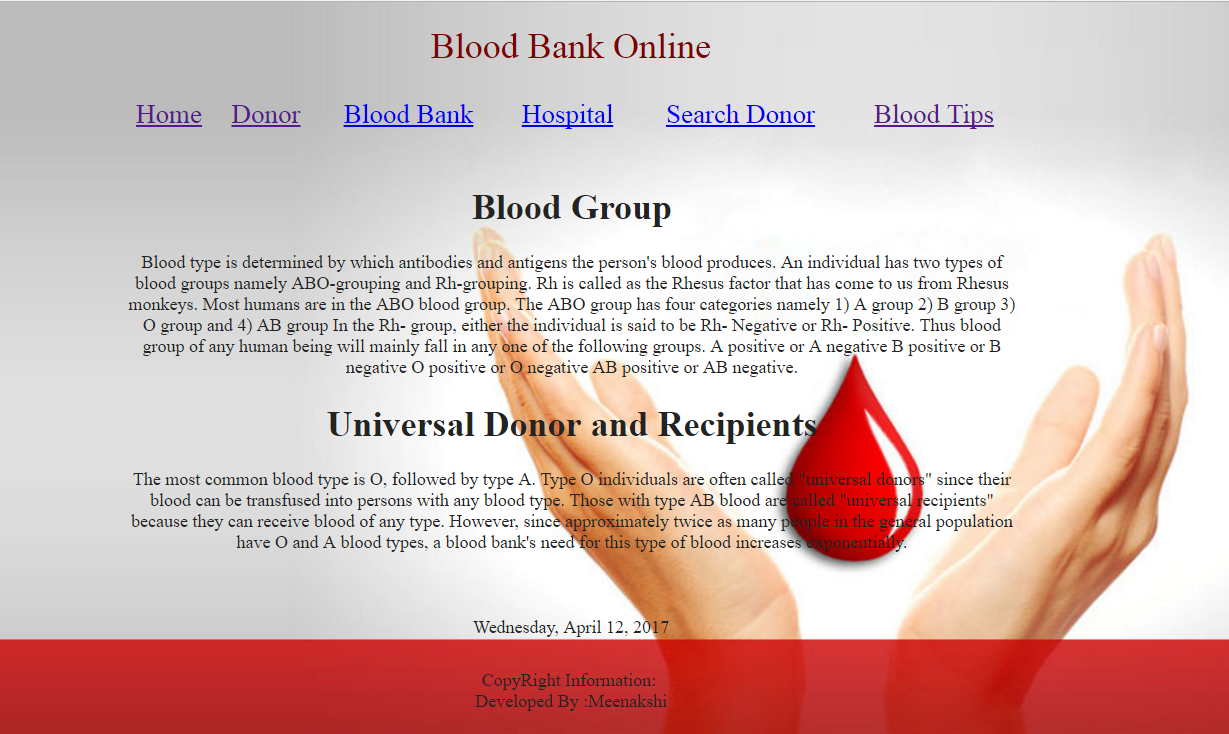 Blood Bank Online
Home Donor Blood Bank Hospital Search Donor Blood Tips
Blood Group
Blood type is determined by which antibodies and antigens the person's blood produces. An individual has two types of
blood groups namely ABO-grouping and Rh-grouping. Rh is called as the Rhesus factor that has come to us from Rhesus
monkeys. Most humans are in the ABO blood group. The ABO group has four categories namely 1) A group 2) B group 3)
O group and 4) AB group In the Rh- group, either the individual is said to be Rh- Negative or Rh- Positive. Thus blood
group of any human being will mainly fall in any one of the following groups. A positive or A negative B positive or B
negative O positive or O negative AB positive or AB negative.
Universal Donor and Recipients
The most common blood type is O, followed by type A. Type O individuals are often called "universal donors" since their
blood can be transfused into persons with any blood type. Those with type AB blood are called "universal recipients"
because they can receive blood of any type. However, since approximately twice as many people in the general population
have O and A blood types, a blood bank's need for this type of blood increases exponentially.
Wednesday, April 12, 2017
CopyRight Information:
Developed By :Meenakshi